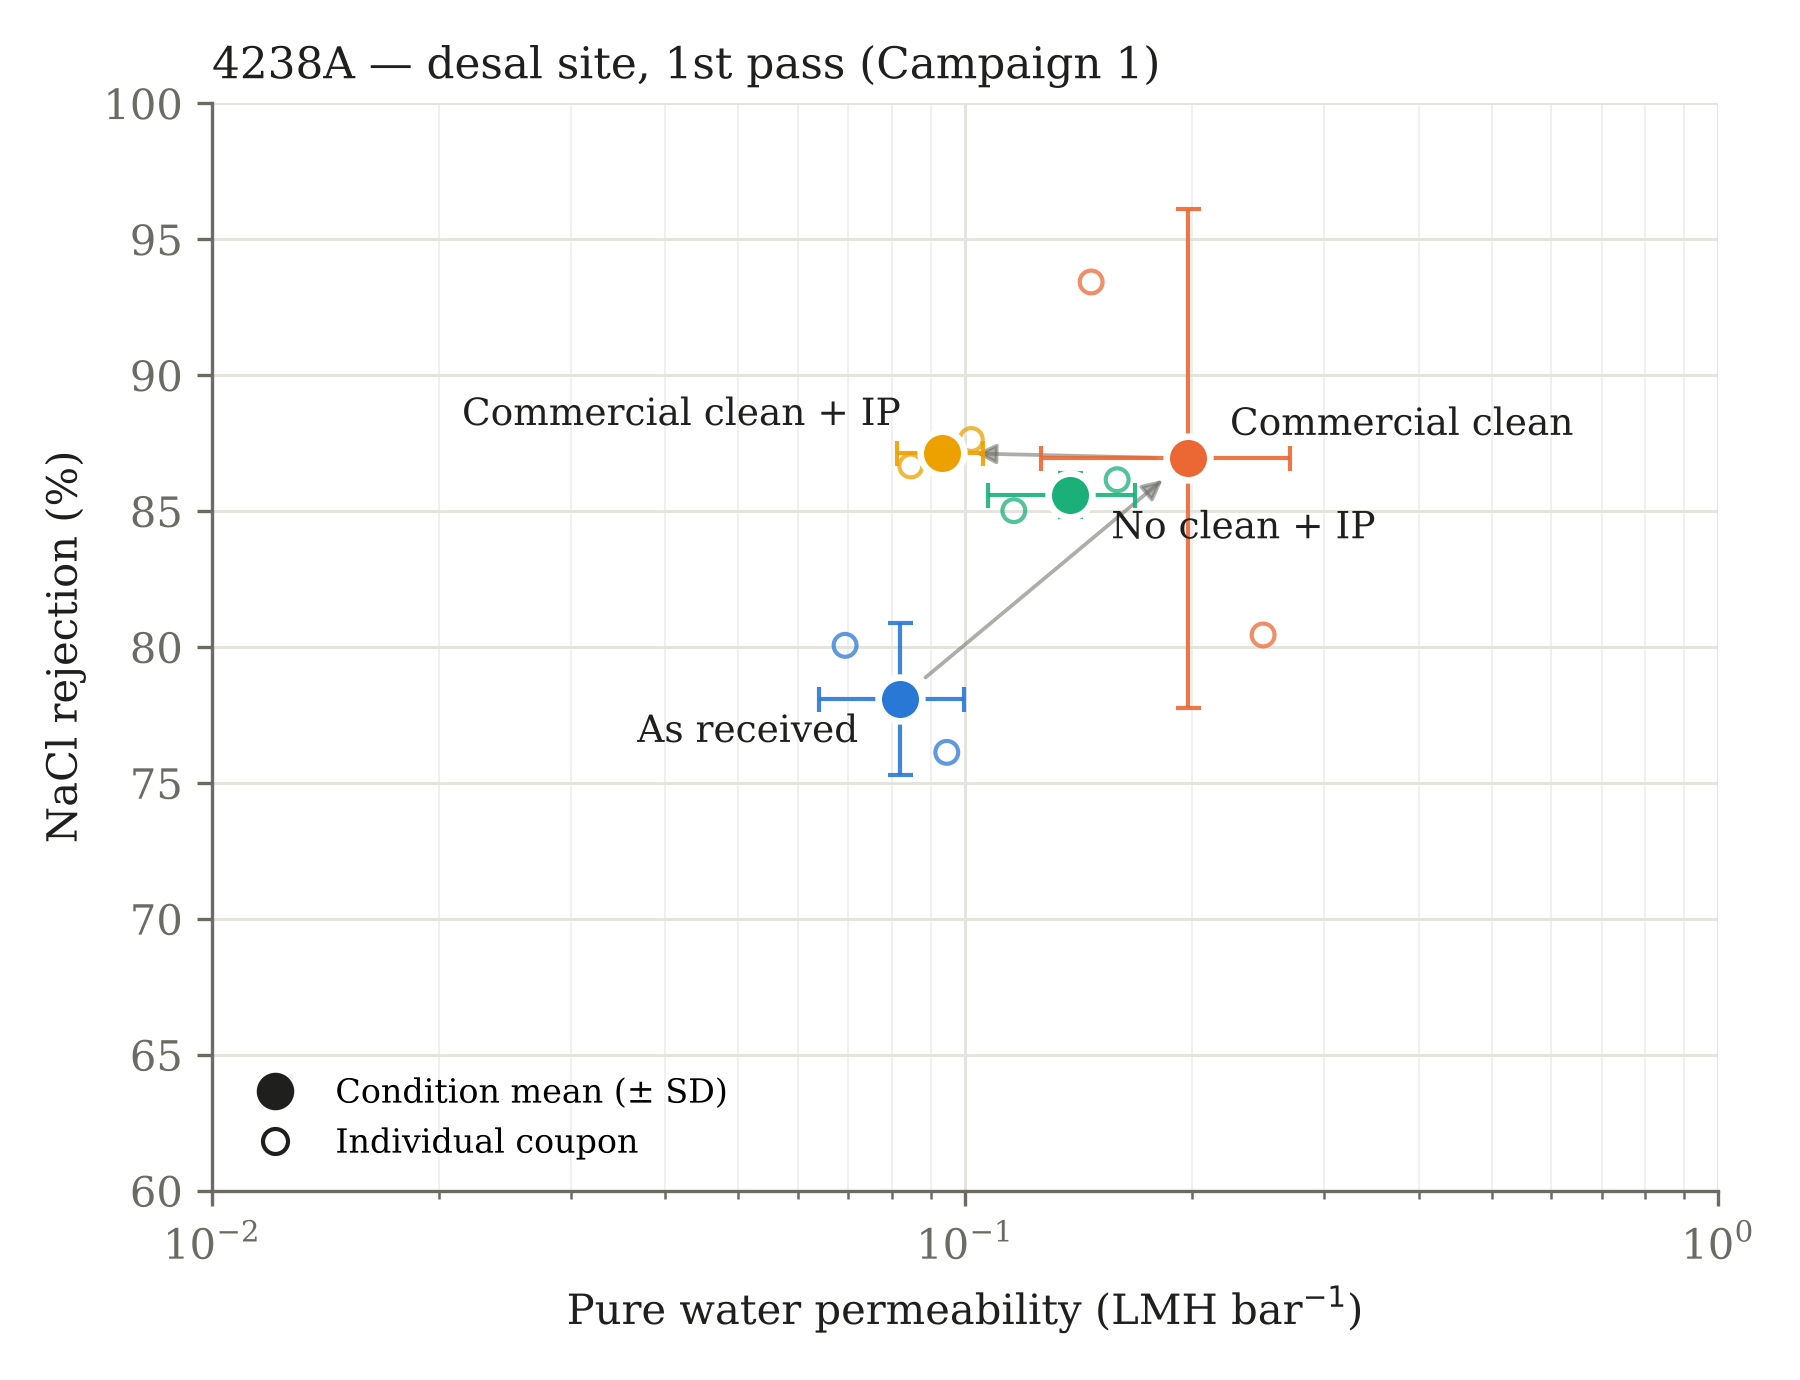 4238A — desal site, 1st pass (Campaign 1)
100
95
90
85
80
75
70
65
60
NaCl rejection (%)
Commercial clean + IP
Commercial clean
No clean + IP
As received
Condition mean (± SD)
Individual coupon
10⁻² 10⁻¹ 10⁰
Pure water permeability (LMH bar⁻¹)